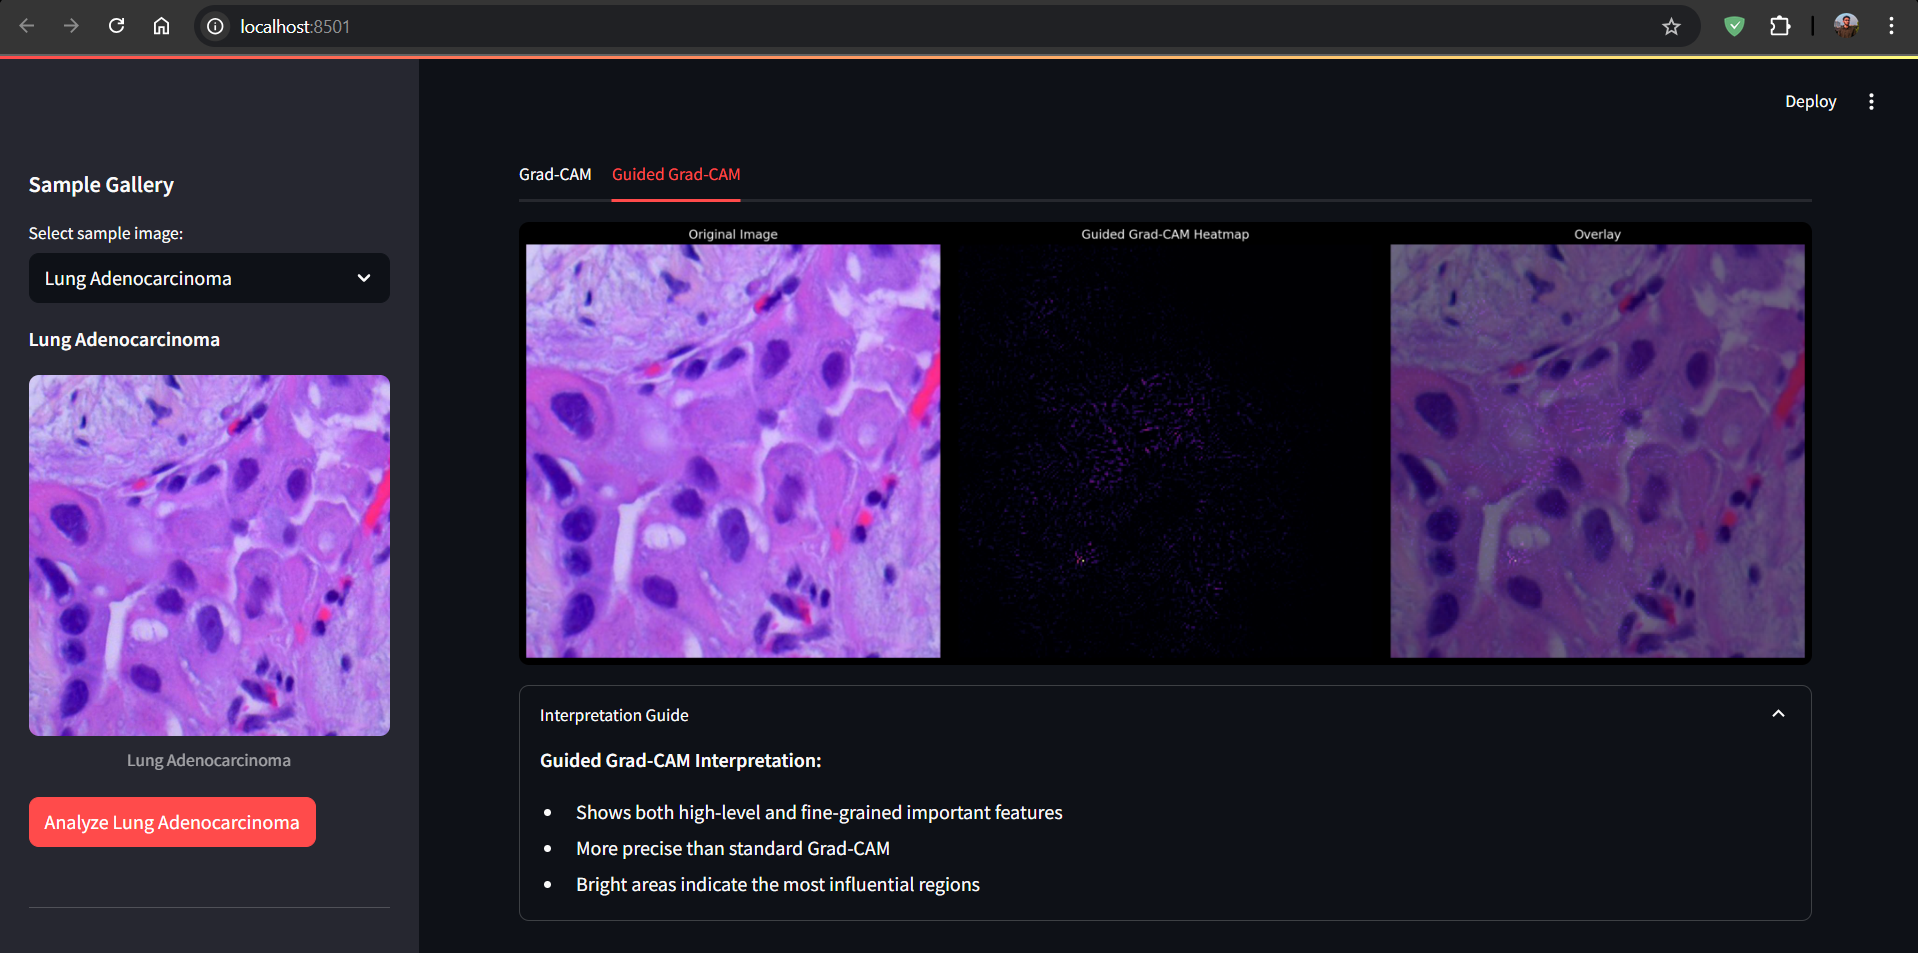 localhost:8501
Deploy
Sample Gallery
Select sample image:
Lung Adenocarcinoma
Lung Adenocarcinoma
Lung Adenocarcinoma
Analyze Lung Adenocarcinoma
Grad-CAM Guided Grad-CAM
Original Image Guided Grad-CAM Heatmap Overlay
Interpretation Guide
Guided Grad-CAM Interpretation:
Shows both high-level and fine-grained important features
More precise than standard Grad-CAM
Bright areas indicate the most influential regions